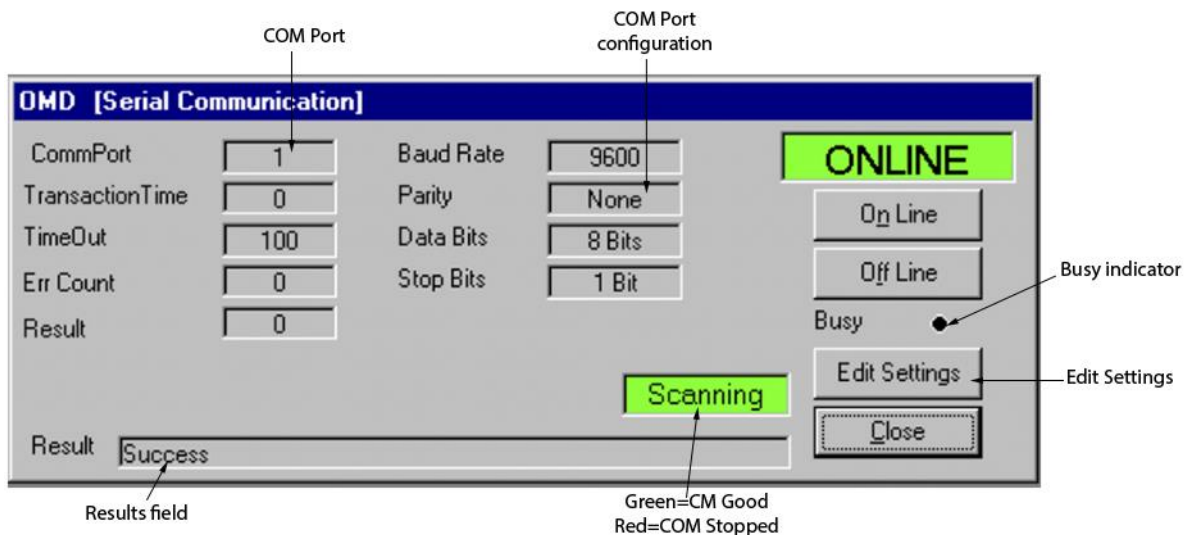 COM Port
COM Port
configuration
OMD [Serial Communication]
CommPort 1 Baud Rate 9600 ONLINE
TransactionTime 0 Parity None On Line
TimeOut 100 Data Bits 8 Bits
Err Count 0 Stop Bits 1 Bit Off Line Busy indicator
Result 0 Busy
Edit Settings Edit Settings
Scanning
Close
Result Success
Results field
Green=CM Good
Red=COM Stopped